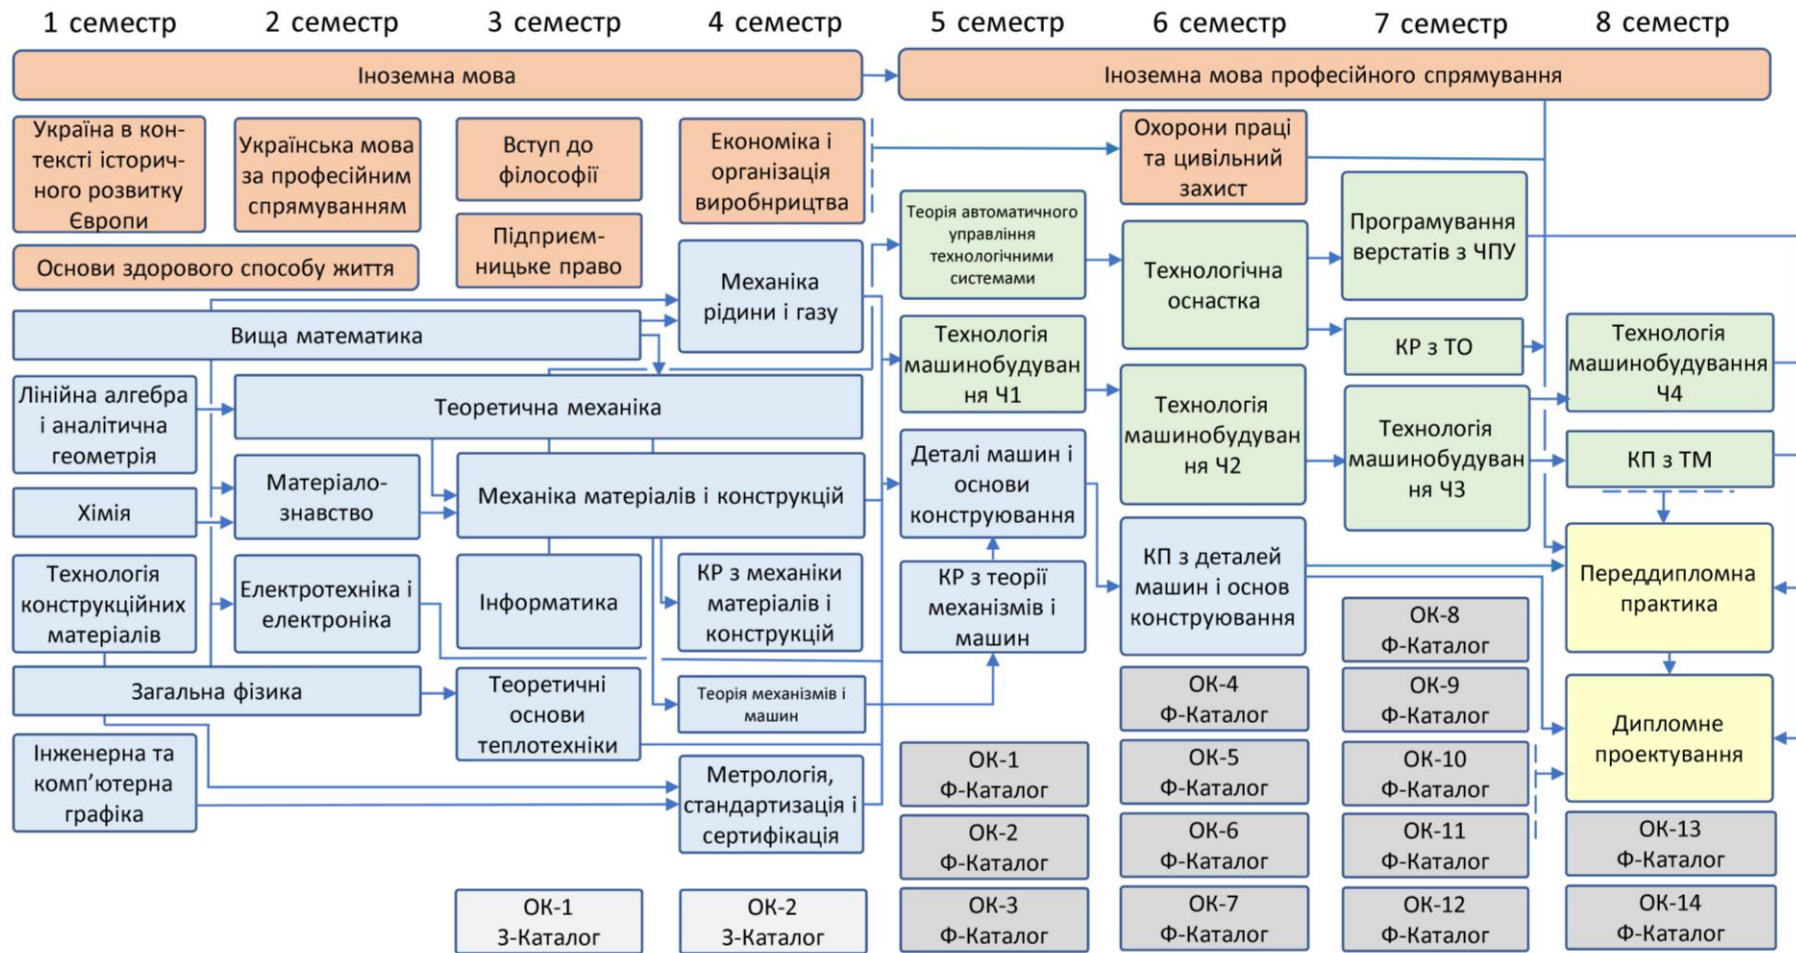 1 семестр
2 семестр
3 семестр
4 семестр
5 семестр
6 семестр
7 семестр
8 семестр
Іноземна мова
Іноземна мова професійного спрямування
Україна в кон-
тексті історич-
ного розвитку
Європи
Українська мова
за професійним
спрямуванням
Вступ до
філософії
Економіка і
організація
виробнрицтва
Охорони праці
та цивільний
захист
Підприєм-
ницьке право
Основи здорового способу життя
Механіка
рідини і газу
Теорія автоматичного
управління
технологічними
системами
Технологічна
оснастка
Програмування
верстатів з ЧПУ
Вища математика
Технологія
машинобудуван
ня Ч1
КР з ТО
Технологія
машинобудування
Ч4
Лінійна алгебра
і аналітична
геометрія
Теоретична механіка
Технологія
машинобудуван
ня Ч2
Технологія
машинобудуван
ня Ч3
КП з ТМ
Хімія
Матеріало-
знавство
Механіка матеріалів і конструкцій
Деталі машин і
основи
конструювання
Технологія
конструкційних
матеріалів
Електротехніка і
електроніка
Інформатика
КР з механіки
матеріалів і
конструкцій
КР з теорії
механізмів і
машин
КП з деталей
машин і основ
конструювання
Переддипломна
практика
ОК-8
Ф-Каталог
Загальна фізика
Теоретичні
основи
теплотехніки
Теорія механізмів і
машин
ОК-4
Ф-Каталог
ОК-9
Ф-Каталог
Дипломне
проектування
Інженерна та
комп’ютерна
графіка
Метрологія,
стандартизація і
сертифікація
ОК-1
Ф-Каталог
ОК-5
Ф-Каталог
ОК-10
Ф-Каталог
ОК-2
Ф-Каталог
ОК-6
Ф-Каталог
ОК-11
Ф-Каталог
ОК-13
Ф-Каталог
ОК-1
З-Каталог
ОК-2
З-Каталог
ОК-3
Ф-Каталог
ОК-7
Ф-Каталог
ОК-12
Ф-Каталог
ОК-14
Ф-Каталог